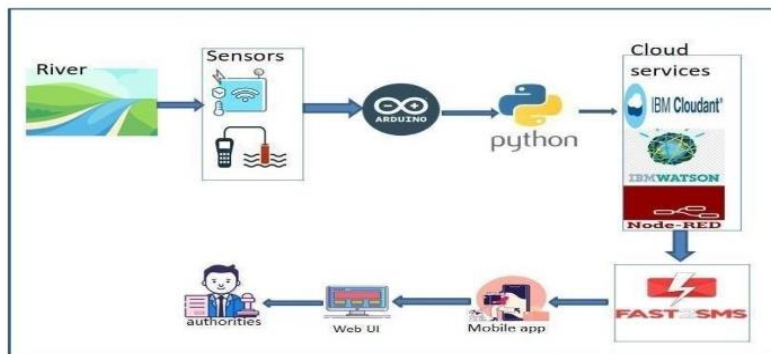 River
Sensors
ARDUINO
python
Cloud
services
IBM Cloudant®
IBMWATSON
Node-RED
FAST2SMS
Mobile app
Web UI
authorities